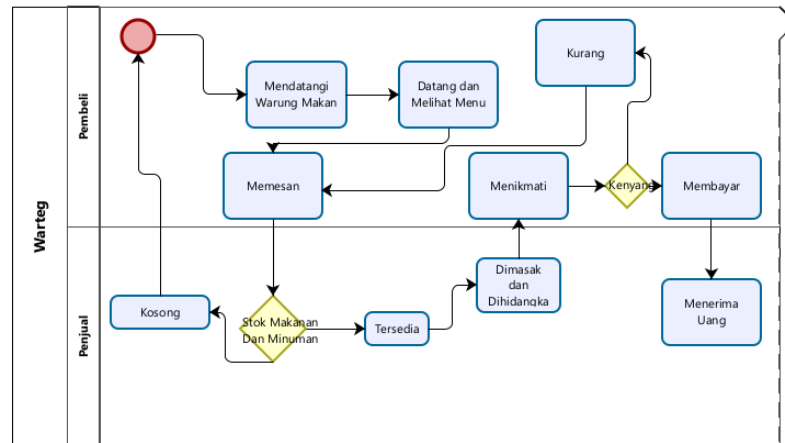 Warteg
Pembeli
Mendatangi
Warung Makan
Datang dan
Melihat Menu
Kurang
Memesan
Menikmati
Kenyang
Membayar
Penjual
Kosong
Stok Makanan
Dan Minuman
Tersedia
Dimasak
dan
Dihidangka
Menerima
Uang